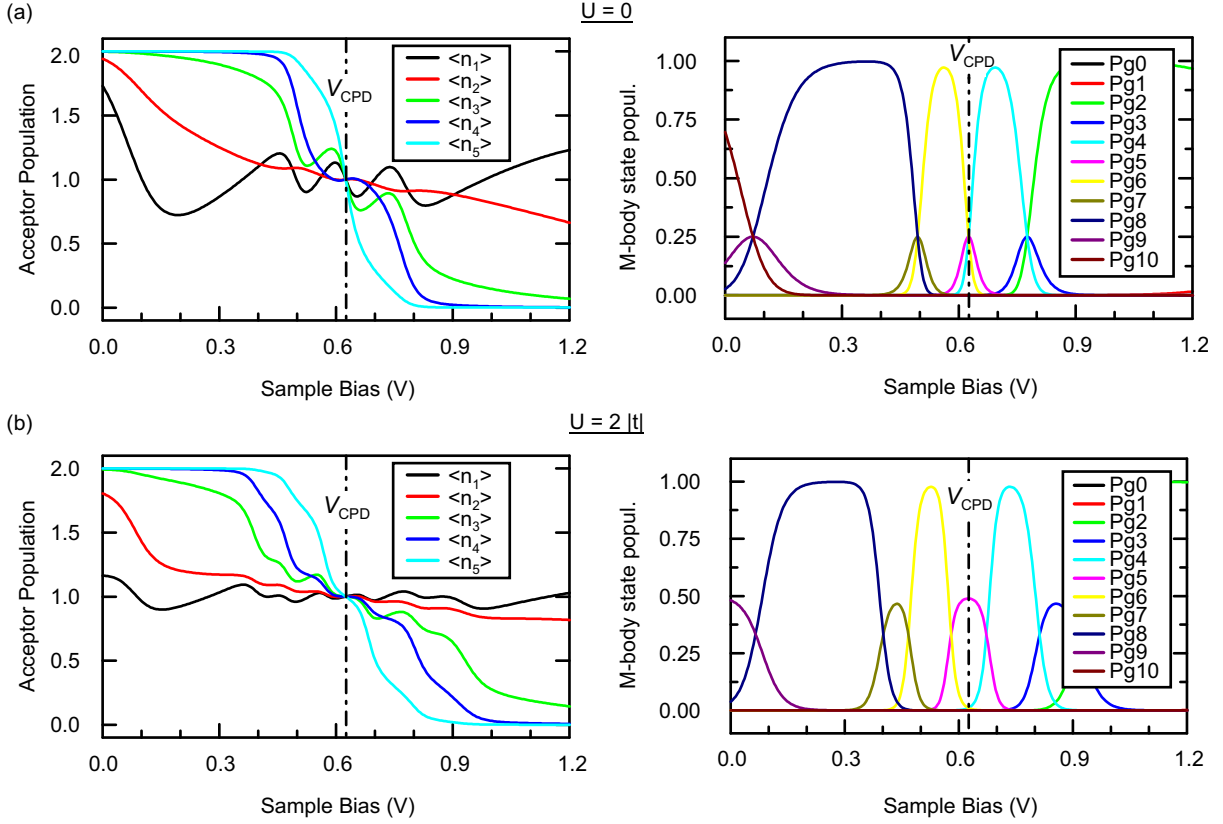 (a)
U = 0
Acceptor Population
2.0
1.5
1.0
0.5
0.0
V_CPD
<n₁>
<n₂>
<n₃>
<n₄>
<n₅>
0.0 0.3 0.6 0.9 1.2
Sample Bias (V)
M-body state popul.
1.00
0.75
0.50
0.25
0.00
V_CPD
Pg0
Pg1
Pg2
Pg3
Pg4
Pg5
Pg6
Pg7
Pg8
Pg9
Pg10
0.0 0.3 0.6 0.9 1.2
Sample Bias (V)
(b)
U = 2 |t|
Acceptor Population
2.0
1.5
1.0
0.5
0.0
V_CPD
<n₁>
<n₂>
<n₃>
<n₄>
<n₅>
0.0 0.3 0.6 0.9 1.2
Sample Bias (V)
M-body state popul.
1.00
0.75
0.50
0.25
0.00
V_CPD
Pg0
Pg1
Pg2
Pg3
Pg4
Pg5
Pg6
Pg7
Pg8
Pg9
Pg10
0.0 0.3 0.6 0.9 1.2
Sample Bias (V)